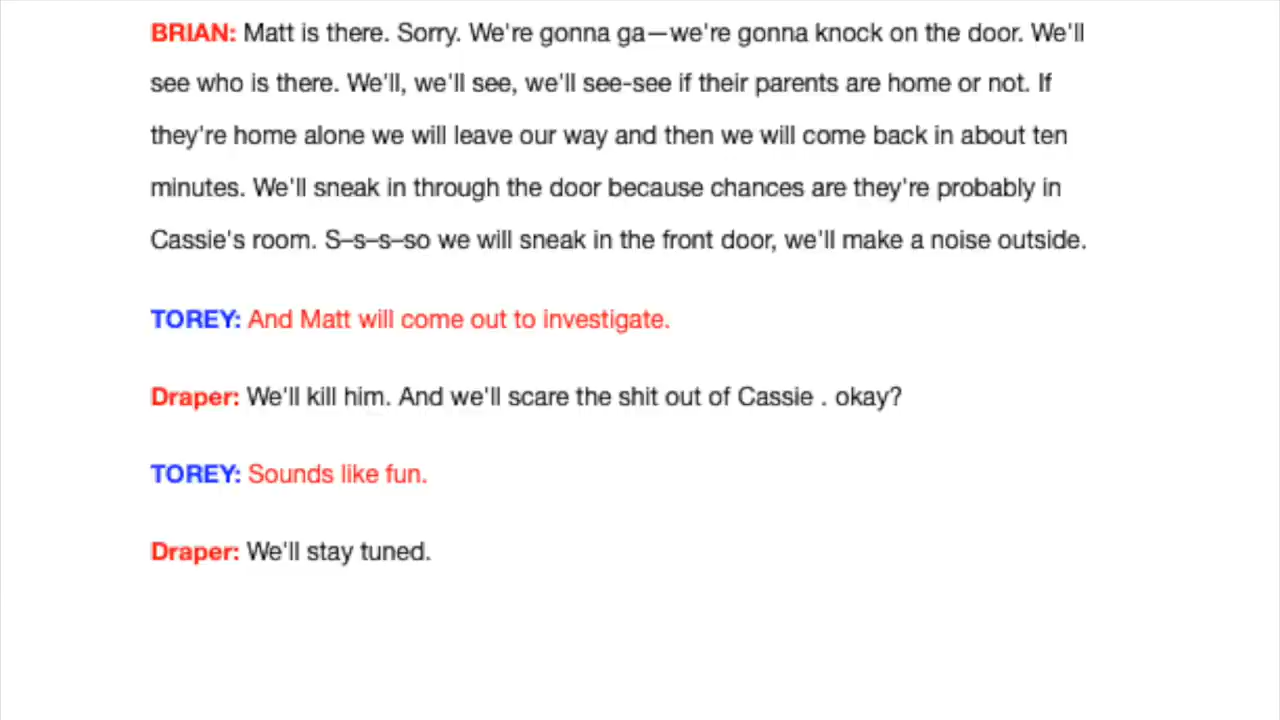 BRIAN: Matt is there. Sorry. We're gonna ga—we're gonna knock on the door. We'll
see who is there. We'll, we'll see, we'll see-see if their parents are home or not. If
they're home alone we will leave our way and then we will come back in about ten
minutes. We'll sneak in through the door because chances are they're probably in
Cassie's room. S–s–s–so we will sneak in the front door, we'll make a noise outside.
TOREY: And Matt will come out to investigate.
Draper: We'll kill him. And we'll scare the shit out of Cassie . okay?
TOREY: Sounds like fun.
Draper: We'll stay tuned.